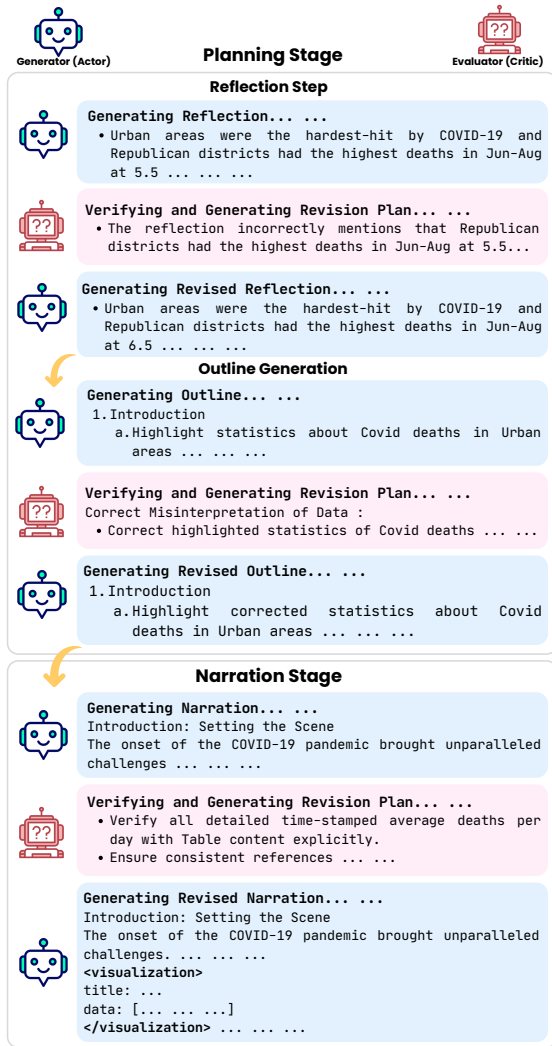 ??
Generator (Actor)
Planning Stage
Evaluator (Critic)
Reflection Step
Generating Reflection... ...
• Urban areas were the hardest-hit by COVID-19 and
Republican districts had the highest deaths in Jun-Aug
at 5.5 ... ... ...
??
Verifying and Generating Revision Plan... ...
• The reflection incorrectly mentions that Republican
districts had the highest deaths in Jun-Aug at 5.5...
Generating Revised Reflection... ...
• Urban areas were the hardest-hit by COVID-19 and
Republican districts had the highest deaths in Jun-Aug
at 6.5 ... ... ...
Outline Generation
Generating Outline... ...
1. Introduction
a. Highlight statistics about Covid deaths in Urban
areas ... ... ...
??
Verifying and Generating Revision Plan... ...
Correct Misinterpretation of Data :
• Correct highlighted statistics of Covid deaths ... ...
Generating Revised Outline... ...
1. Introduction
a. Highlight corrected statistics about Covid
deaths in Urban areas ... ... ...
Narration Stage
Generating Narration... ...
Introduction: Setting the Scene
The onset of the COVID-19 pandemic brought unparalleled
challenges ... ... ...
??
Verifying and Generating Revision Plan... ...
• Verify all detailed time-stamped average deaths per
day with Table content explicitly.
• Ensure consistent references ... ...
Generating Revised Narration... ...
Introduction: Setting the Scene
The onset of the COVID-19 pandemic brought unparalleled
challenges. ... ... ...
<visualization>
title: ...
data: [... ... ...]
</visualization> ... ... ...